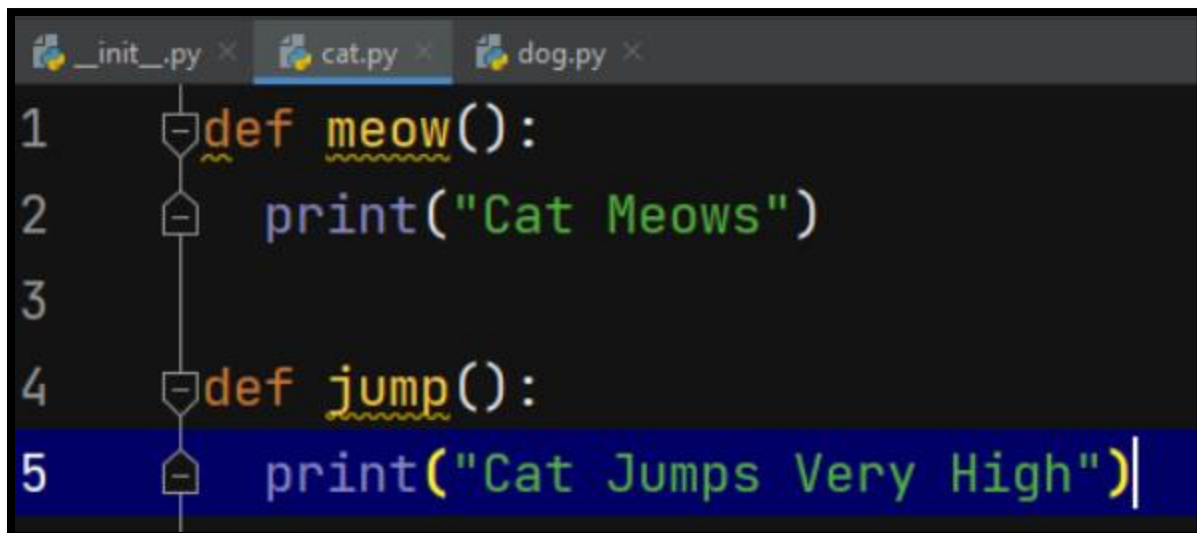 __init__.py cat.py dog.py
1 def meow():
2   print("Cat Meows")
3
4 def jump():
5   print("Cat Jumps Very High")